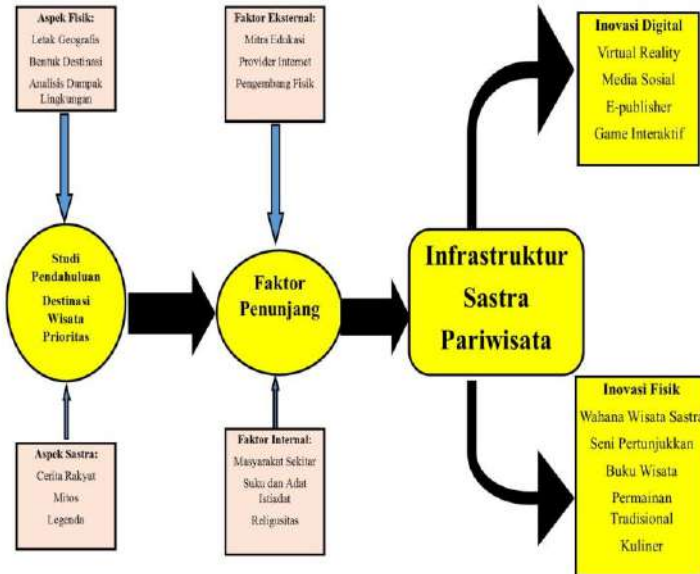 Aspek Fisik:
Letak Geografis
Bentuk Destinasi
Analisis Dampak
Lingkungan
Faktor Eksternal:
Mitra Edukasi
Provider Internet
Pengembang Fisik
Inovasi Digital
Virtual Reality
Media Sosial
E-publisher
Game Interaktif
Studi
Pendahuluan
Destinasi
Wisata
Prioritas
Faktor
Penunjang
Infrastruktur
Sastra
Pariwisata
Aspek Sastra:
Cerita Rakyat
Mitos
Legenda
Faktor Internal:
Masyarakat Sekitar
Suku dan Adat
Istiadat
Religusitas
Inovasi Fisik
Wahana Wisata Sastra
Seni Pertunjukkan
Buku Wisata
Permainan
Tradisional
Kuliner